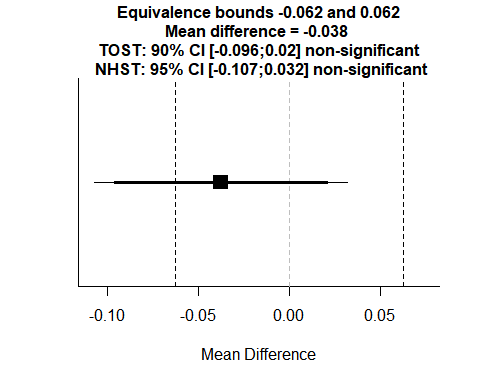 Equivalence bounds -0.062 and 0.062
Mean difference = -0.038
TOST: 90% CI [-0.096;0.02] non-significant
NHST: 95% CI [-0.107;0.032] non-significant
-0.10 -0.05 0.00 0.05
Mean Difference